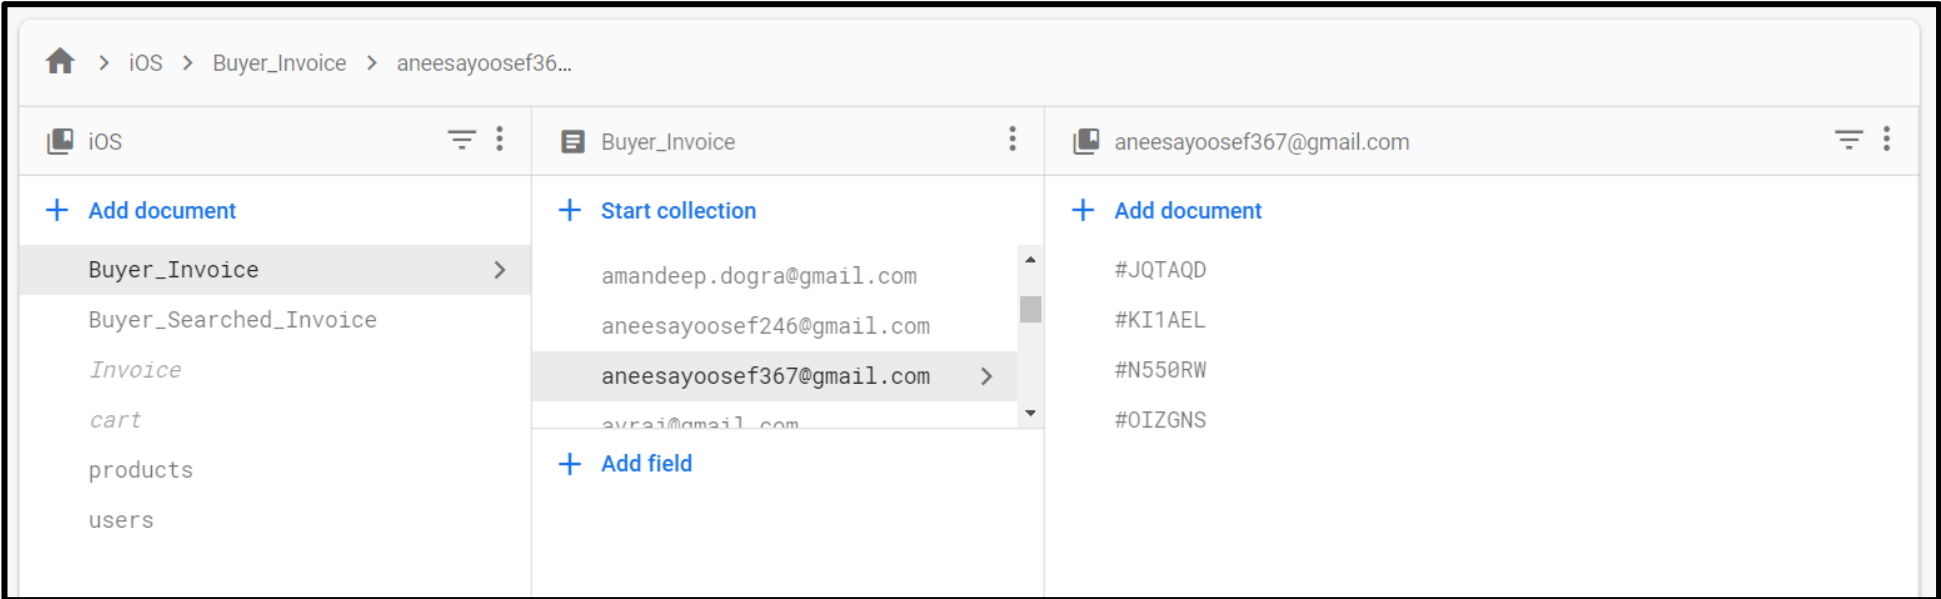 iOS > Buyer_Invoice > aneesayoosef36...
iOS
Add document
Buyer_Invoice
Buyer_Searched_Invoice
Invoice
cart
products
users
Buyer_Invoice
Start collection
amandeep.dogra@gmail.com
aneesayoosef246@gmail.com
aneesayoosef367@gmail.com
Add field
aneesayoosef367@gmail.com
Add document
#JQTAQD
#KI1AEL
#N550RW
#OIZGNS